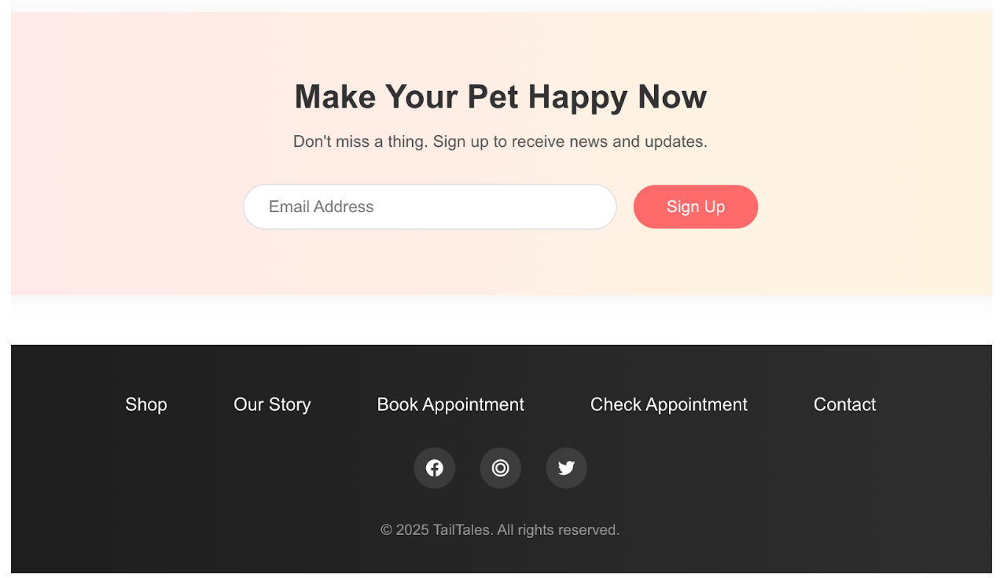 Make Your Pet Happy Now
Don't miss a thing. Sign up to receive news and updates.
Email Address
Sign Up
Shop
Our Story
Book Appointment
Check Appointment
Contact
© 2025 TailTales. All rights reserved.